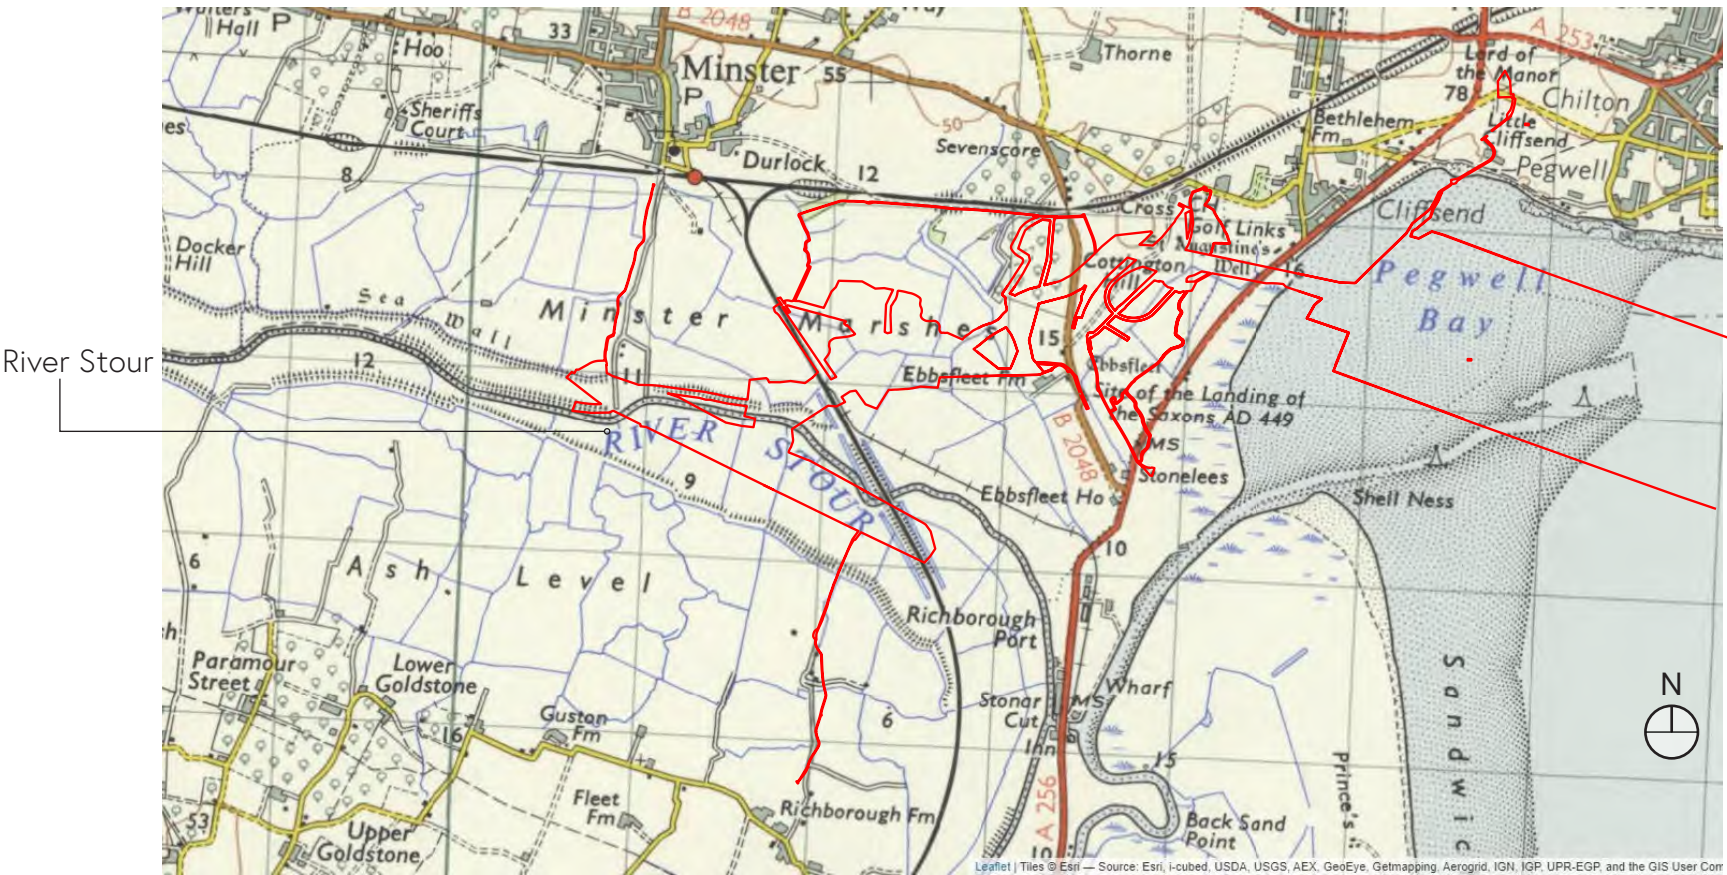 Hall
P
33
B 2048
Way
A 253
Hoo
Thorne
Lord of
the Manor
Minster
55
P
78
Chilton
Sheriffs
Court
50
Bethlehem
Fm
Little
Cliffsend
Sevenscore
Pegwell
Durlock
12
8
Cross
Cliffsend
Golf Links
St Augustine's
Well
16
Docker
Hill
Cottington
Hill
Pegwell
Bay
Sea
Wall
Minster
Marshes
15
River Stour
12
11
Ebbsfleet Fm
Ebbsfleet
Site of the Landing of
the Saxons AD 449
RIVER STOUR
B 2048
MS
Stonelees
9
Ebbsfleet Ho
Shell Ness
10
6
Ash Level
Richborough
Port
Paramour
Street
Lower
Goldstone
Stonar
Cut
MS
Wharf
Sandwic
N
Guston
Fm
16
6
Inn
15
Prince's
A 256
Fleet
Fm
Richborough Fm
Back Sand
Point
53
Upper
Goldstone
10
Leaflet | Tiles © Esri — Source: Esri, i-cubed, USDA, USGS, AEX, GeoEye, Getmapping, Aerogrid, IGN, IGP, UPR-EGP, and the GIS User Com